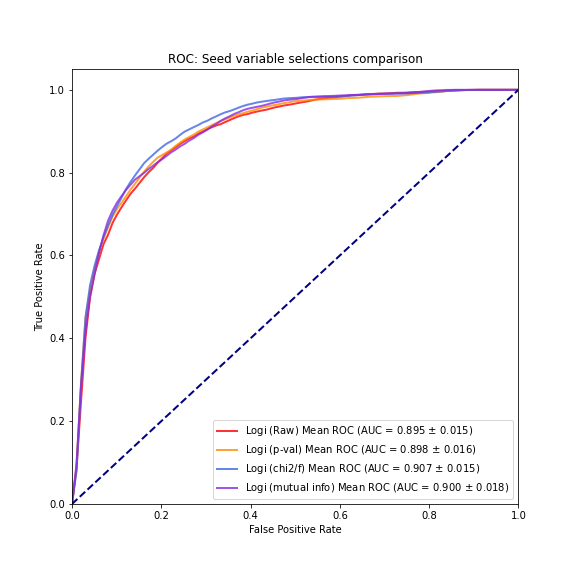 ROC: Seed variable selections comparison
True Positive Rate
1.0
0.8
0.6
0.4
0.2
0.0
Logi (Raw) Mean ROC (AUC = 0.895 ± 0.015)
Logi (p-val) Mean ROC (AUC = 0.898 ± 0.016)
Logi (chi2/f) Mean ROC (AUC = 0.907 ± 0.015)
Logi (mutual info) Mean ROC (AUC = 0.900 ± 0.018)
0.0 0.2 0.4 0.6 0.8 1.0
False Positive Rate